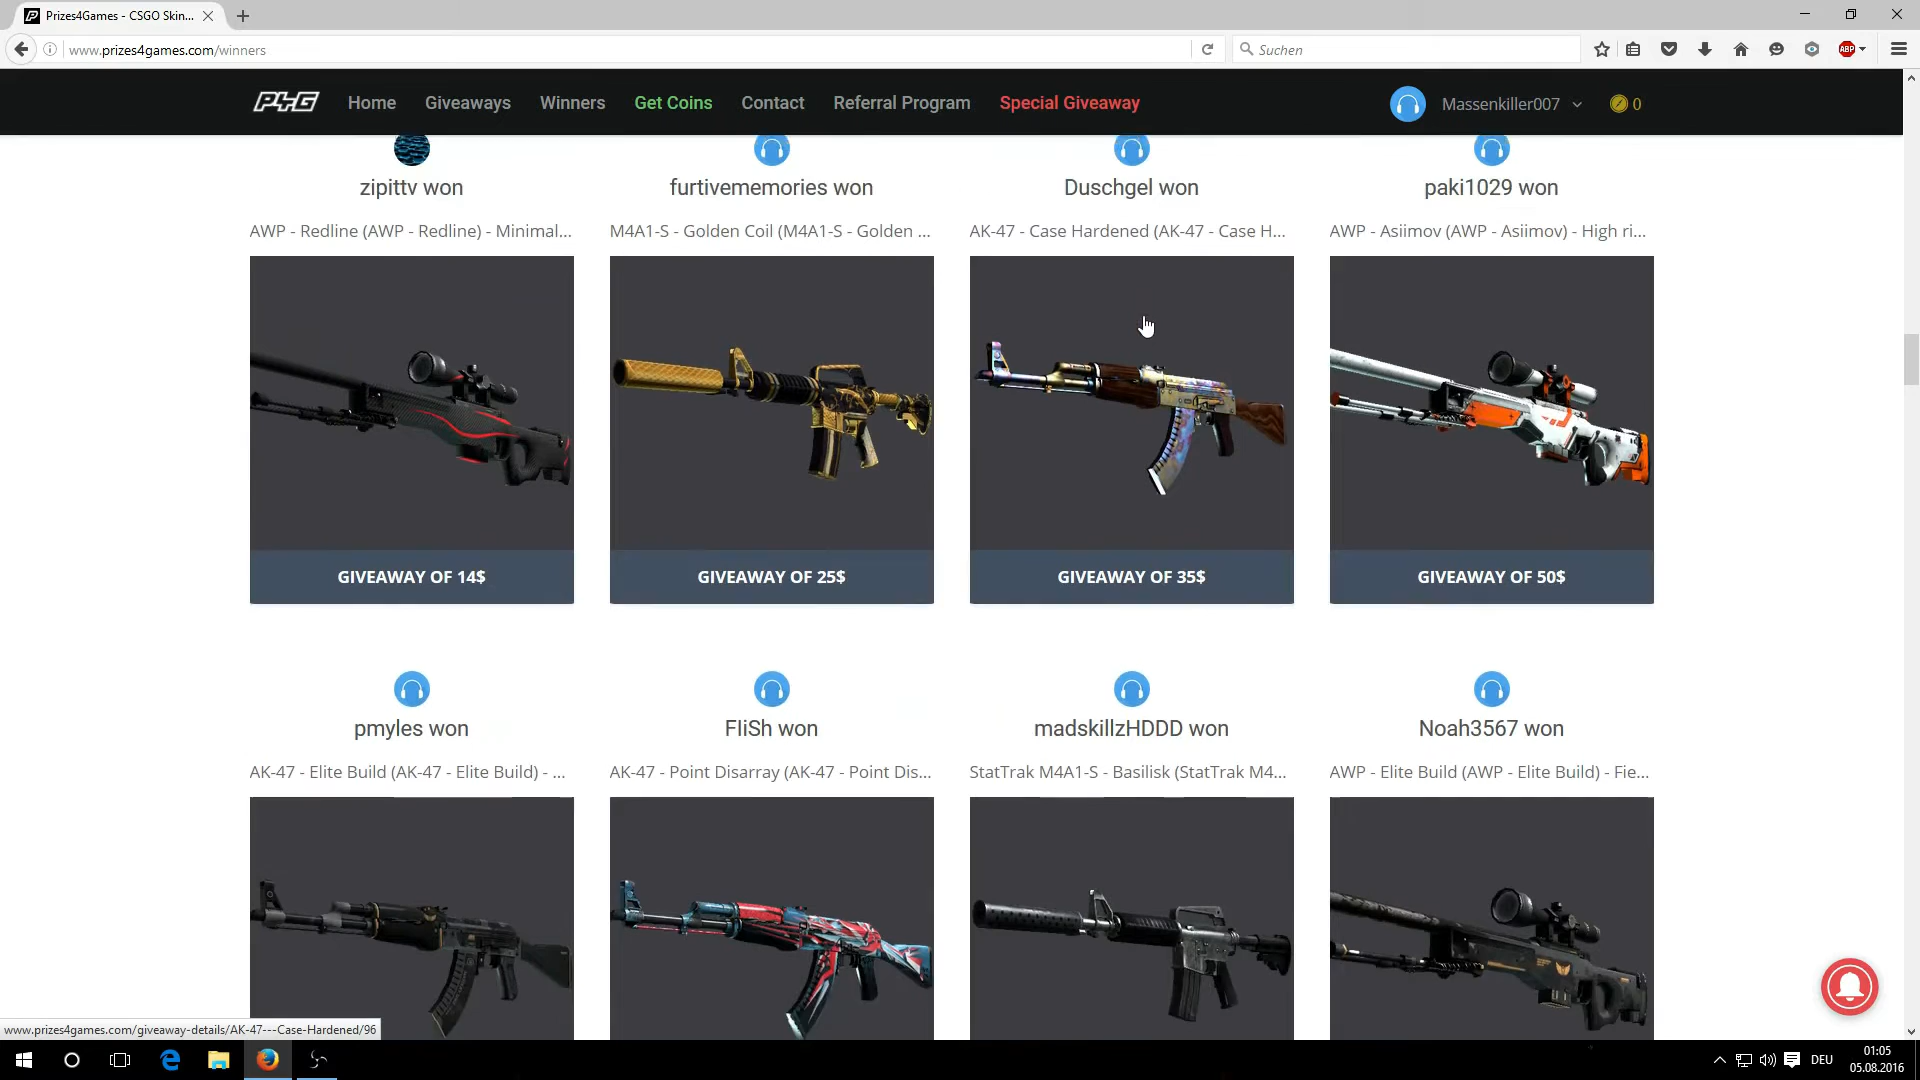 Prizes4Games - CSGO Skin...
www.prizes4games.com/winners
Suchen
ABP
P4G
Home
Giveaways
Winners
Get Coins
Contact
Referral Program
Special Giveaway
Massenkiller007
0
zipittv won
furtivememories won
Duschgel won
paki1029 won
AWP - Redline (AWP - Redline) - Minimal...
M4A1-S - Golden Coil (M4A1-S - Golden ...
AK-47 - Case Hardened (AK-47 - Case H...
AWP - Asiimov (AWP - Asiimov) - High ri...
GIVEAWAY OF 14$
GIVEAWAY OF 25$
GIVEAWAY OF 35$
GIVEAWAY OF 50$
pmyles won
FIiSh won
madskillzHDDD won
Noah3567 won
AK-47 - Elite Build (AK-47 - Elite Build) - ...
AK-47 - Point Disarray (AK-47 - Point Dis...
StatTrak M4A1-S - Basilisk (StatTrak M4...
AWP - Elite Build (AWP - Elite Build) - Fie...
www.prizes4games.com/giveaway-details/AK-47---Case-Hardened/96
DEU
01:05
05.08.2016